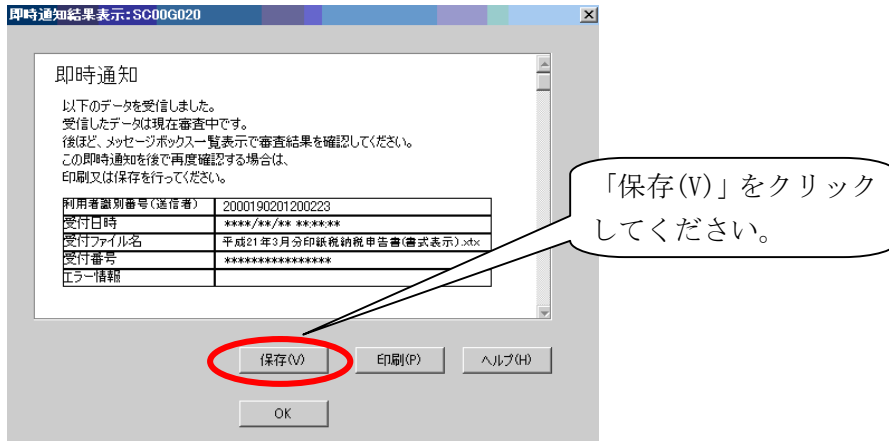 即時通知結果表示:SC00G020
即時通知
以下のデータを受信しました。
受信したデータは現在審査中です。
後ほど、メッセージボックス一覧表示で審査結果を確認してください。
この即時通知を後で再度確認する場合は、
印刷又は保存を行ってください。
利用者識別番号(送信者) 2000190201200223
受付日時 ****/**/** **:**:**
受付ファイル名 平成21年3月分印紙税納税申告書(書式表示).xtx
受付番号 ****************
エラー情報
「保存(V)」をクリック
してください。
保存(V) 印刷(P) ヘルプ(H)
OK